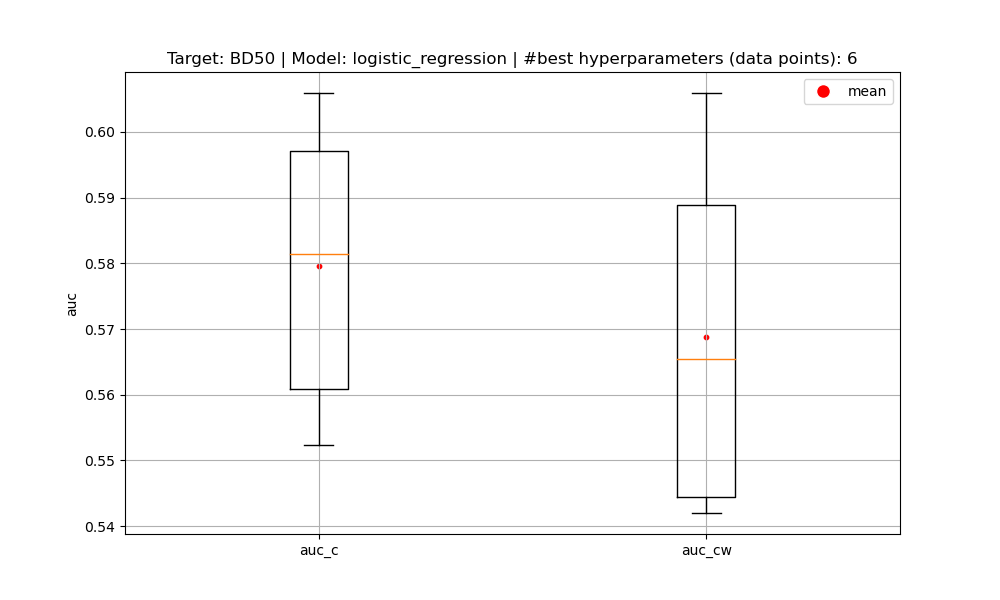 Target: BD50 | Model: logistic_regression | #best hyperparameters (data points): 6
mean
0.60
0.59
0.58
0.57
0.56
0.55
0.54
auc
auc_c
auc_cw